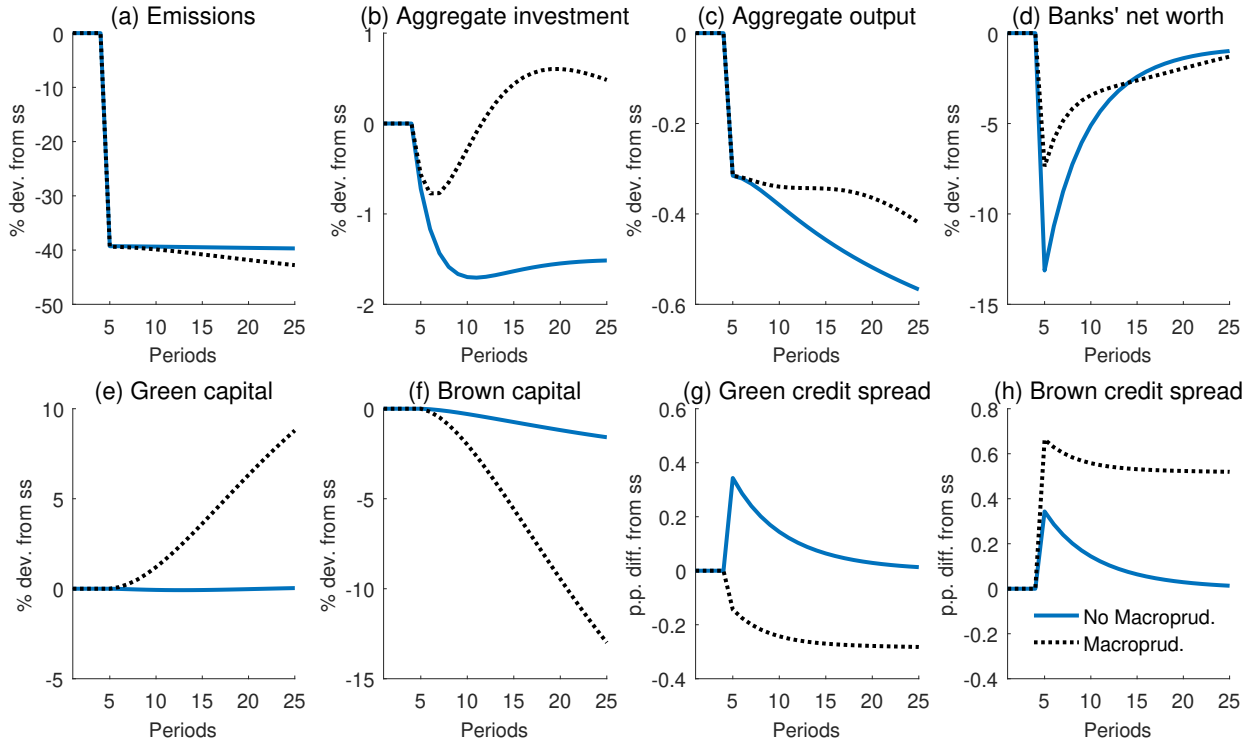 (a) Emissions
% dev. from ss
0
-10
-20
-30
-40
-50
5 10 15 20 25
Periods
(b) Aggregate investment
% dev. from ss
1
0
-1
-2
5 10 15 20 25
Periods
(c) Aggregate output
% dev. from ss
0
-0.2
-0.4
-0.6
5 10 15 20 25
Periods
(d) Banks' net worth
% dev. from ss
0
-5
-10
-15
5 10 15 20 25
Periods
(e) Green capital
% dev. from ss
10
5
0
-5
5 10 15 20 25
Periods
(f) Brown capital
% dev. from ss
0
-5
-10
-15
5 10 15 20 25
Periods
(g) Green credit spread
p.p. diff. from ss
0.6
0.4
0.2
0
-0.2
-0.4
5 10 15 20 25
Periods
(h) Brown credit spread
p.p. diff. from ss
0.8
0.6
0.4
0.2
0
-0.2
-0.4
No Macroprud.
Macroprud.
5 10 15 20 25
Periods